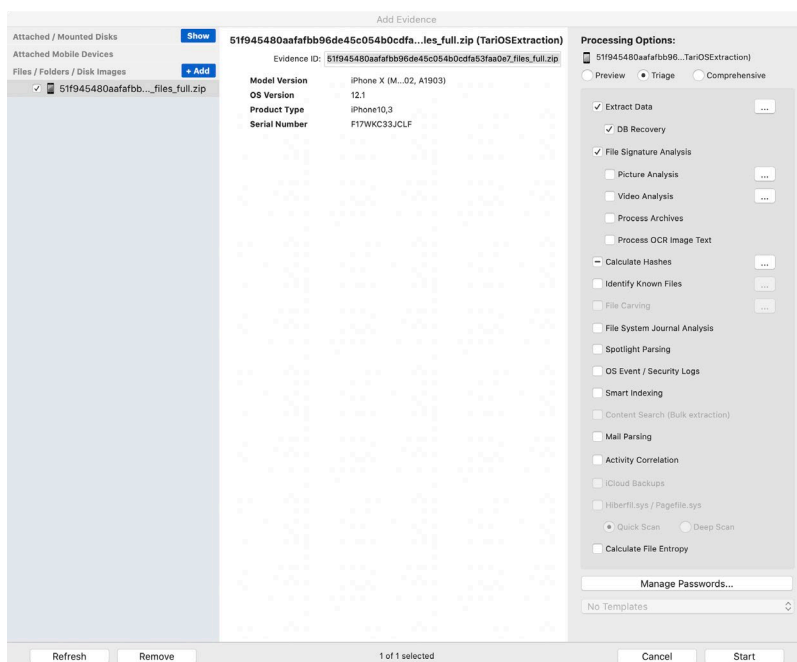 Add Evidence
Attached / Mounted Disks
Show
Attached Mobile Devices
Files / Folders / Disk Images
+ Add
51f945480aafafbb..._files_full.zip
51f945480aafafbb96de45c054b0cdfa...les_full.zip (TariOSExtraction)
Evidence ID: 51f945480aafafbb96de45c054b0cdfa53faa0e7_files_full.zip
Model Version iPhone X (M...02, A1903)
OS Version 12.1
Product Type iPhone10,3
Serial Number F17WKC33JCLF
Processing Options:
51f945480aafafbb96...TariOSExtraction)
Preview Triage Comprehensive
Extract Data ...
DB Recovery
File Signature Analysis
Picture Analysis ...
Video Analysis ...
Process Archives
Process OCR Image Text
Calculate Hashes ...
Identify Known Files ...
File Carving ...
File System Journal Analysis
Spotlight Parsing
OS Event / Security Logs
Smart Indexing
Content Search (Bulk extraction)
Mail Parsing
Activity Correlation
iCloud Backups
Hiberfil.sys / Pagefile.sys
Quick Scan Deep Scan
Calculate File Entropy
Manage Passwords...
No Templates
Refresh Remove 1 of 1 selected Cancel Start